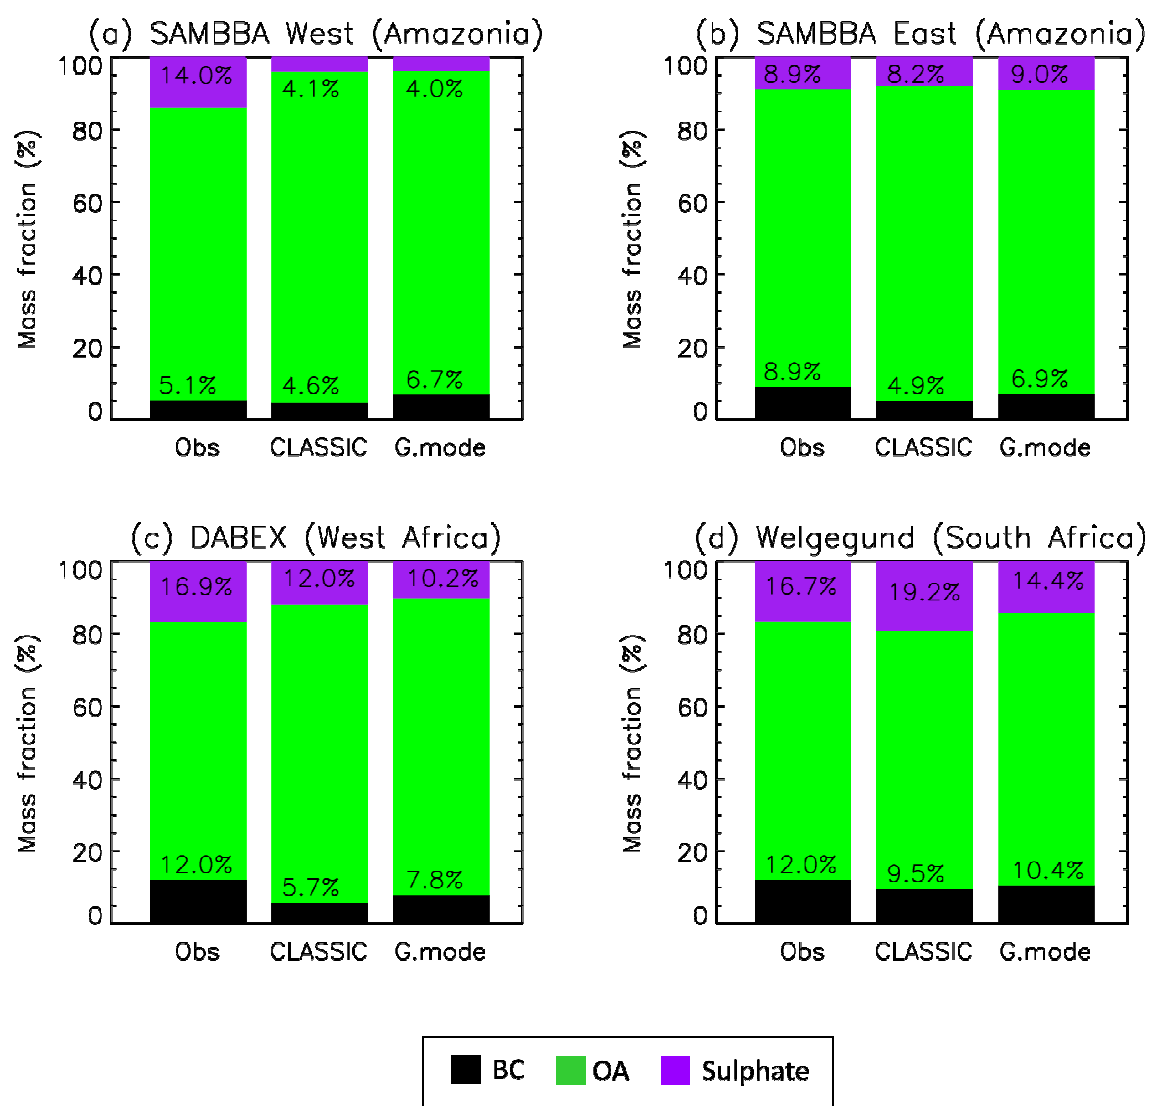 (a) SAMBBA West (Amazonia)
100
80
60
40
20
0
Mass fraction (%)
14.0%
4.1%
4.0%
5.1%
4.6%
6.7%
Obs
CLASSIC
G.mode
(b) SAMBBA East (Amazonia)
100
80
60
40
20
0
Mass fraction (%)
8.9%
8.2%
9.0%
8.9%
4.9%
6.9%
Obs
CLASSIC
G.mode
(c) DABEX (West Africa)
100
80
60
40
20
0
Mass fraction (%)
16.9%
12.0%
10.2%
12.0%
5.7%
7.8%
Obs
CLASSIC
G.mode
(d) Welgegund (South Africa)
100
80
60
40
20
0
Mass fraction (%)
16.7%
19.2%
14.4%
12.0%
9.5%
10.4%
Obs
CLASSIC
G.mode
BC
OA
Sulphate